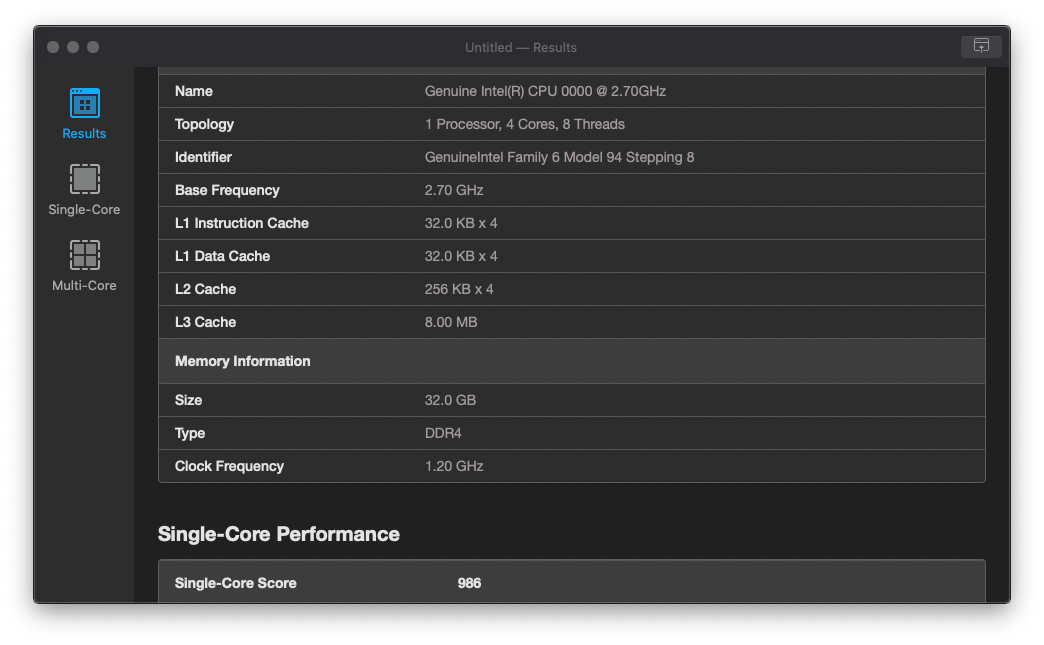 Untitled — Results
Results
Single-Core
Multi-Core
Name Genuine Intel(R) CPU 0000 @ 2.70GHz
Topology 1 Processor, 4 Cores, 8 Threads
Identifier GenuineIntel Family 6 Model 94 Stepping 8
Base Frequency 2.70 GHz
L1 Instruction Cache 32.0 KB x 4
L1 Data Cache 32.0 KB x 4
L2 Cache 256 KB x 4
L3 Cache 8.00 MB
Memory Information
Size 32.0 GB
Type DDR4
Clock Frequency 1.20 GHz
Single-Core Performance
Single-Core Score 986